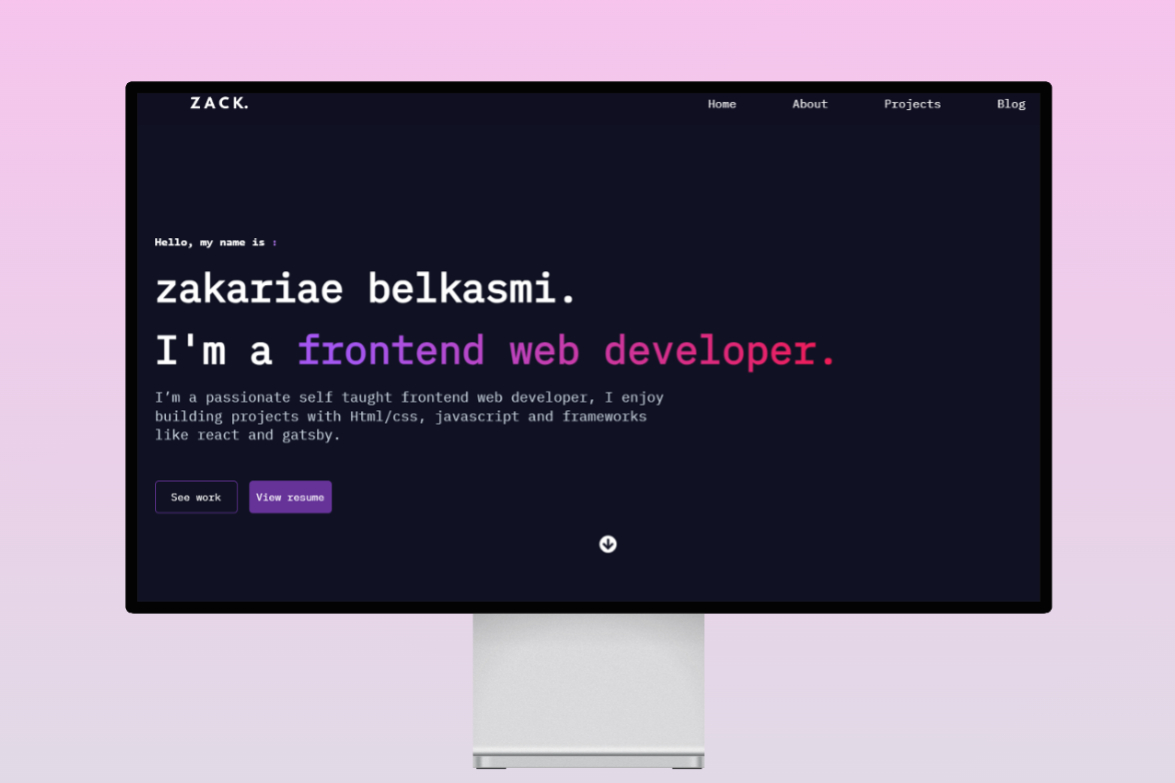 ZACK.
Home About Projects Blog
Hello, my name is :
zakariae belkasmi.
I'm a frontend web developer.
I’m a passionate self taught frontend web developer, I enjoy
building projects with Html/css, javascript and frameworks
like react and gatsby.
See work View resume